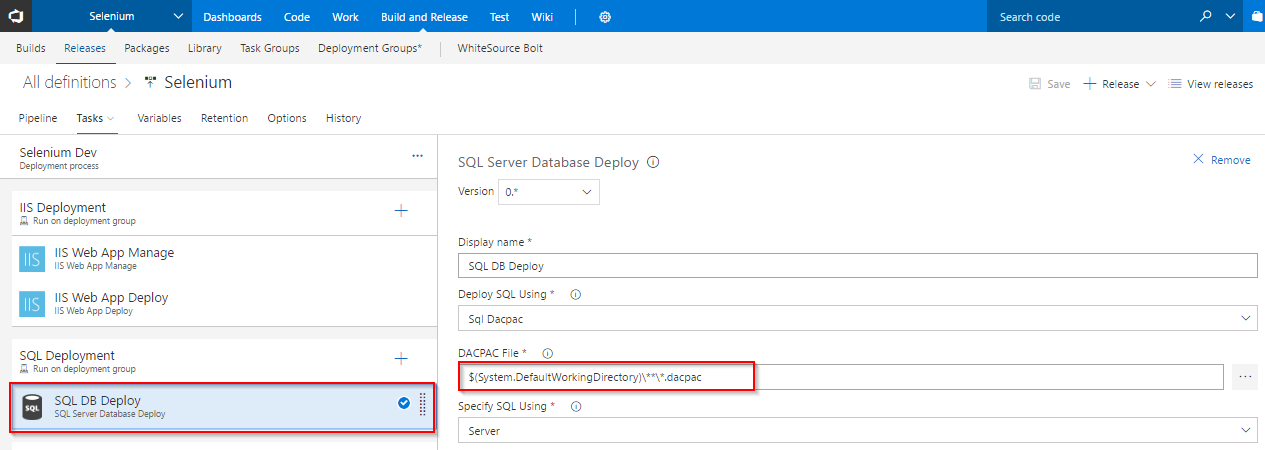 Selenium Dashboards Code Work Build and Release Test Wiki Search code
Builds Releases Packages Library Task Groups Deployment Groups* WhiteSource Bolt
All definitions > Selenium Save + Release View releases
Pipeline Tasks Variables Retention Options History
Selenium Dev ...
Deployment process
SQL Server Database Deploy
Remove
Version 0.*
IIS Deployment
Run on deployment group
IIS IIS Web App Manage
IIS Web App Manage
IIS IIS Web App Deploy
IIS Web App Deploy
SQL Deployment
Run on deployment group
SQL SQL DB Deploy
SQL Server Database Deploy
Display name *
SQL DB Deploy
Deploy SQL Using *
Sql Dacpac
DACPAC File *
$(System.DefaultWorkingDirectory)\**\*.dacpac
...
Specify SQL Using *
Server